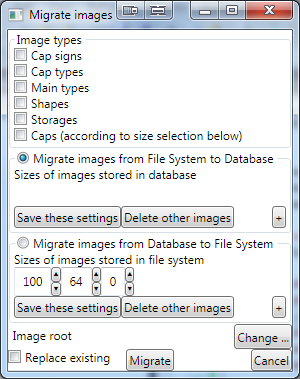 Migrate images
Image types
Cap signs
Cap types
Main types
Shapes
Storages
Caps (according to size selection below)
Migrate images from File System to Database
Sizes of images stored in database
Save these settings Delete other images +
Migrate images from Database to File System
Sizes of images stored in file system
100 64 0
Save these settings Delete other images +
Image root Change ...
Replace existing Migrate Cancel